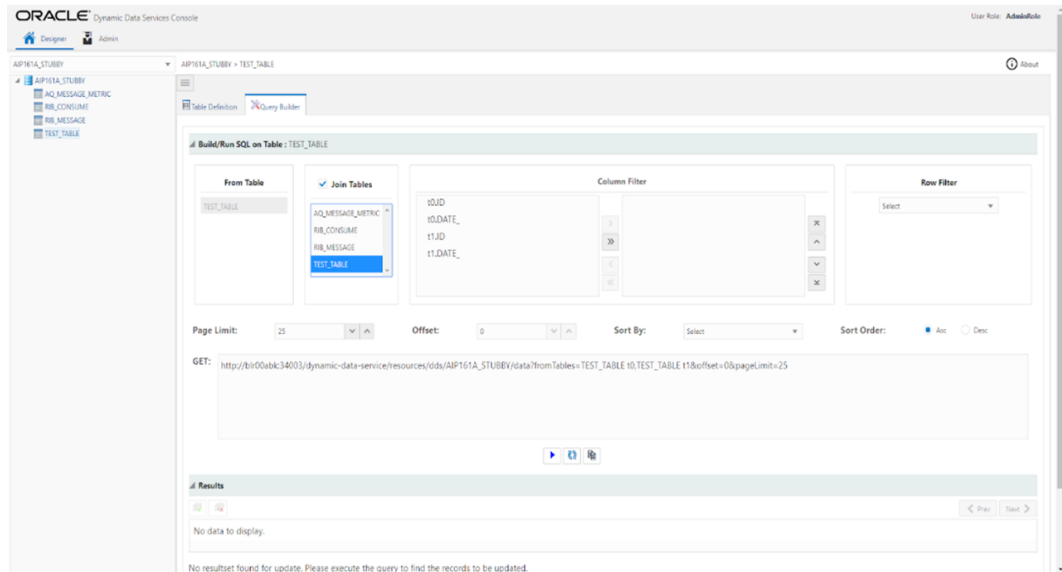 ORACLE Dynamic Data Services Console
User Role: AdminRole
Designer Admin
AIP161A_STUBBY
AIP161A_STUBBY > TEST_TABLE
About
AIP161A_STUBBY
AQ_MESSAGE_METRIC
RIB_CONSUME
RIB_MESSAGE
TEST_TABLE
Table Definition Query Builder
Build/Run SQL on Table : TEST_TABLE
From Table
TEST_TABLE
Join Tables
AQ_MESSAGE_METRIC
RIB_CONSUME
RIB_MESSAGE
TEST_TABLE
Column Filter
t0.ID
t0.DATE_
t1.ID
t1.DATE_
Row Filter
Select
Page Limit: 25 Offset: 0 Sort By: Select Sort Order: Asc Desc
GET: http://blr00ablc34003/dynamic-data-service/resources/dds/AIP161A_STUBBY/data?fromTables=TEST_TABLE t0,TEST_TABLE t1&offset=0&pageLimit=25
Results
Prev Next
No data to display.
No resultset found for update. Please execute the query to find the records to be updated.